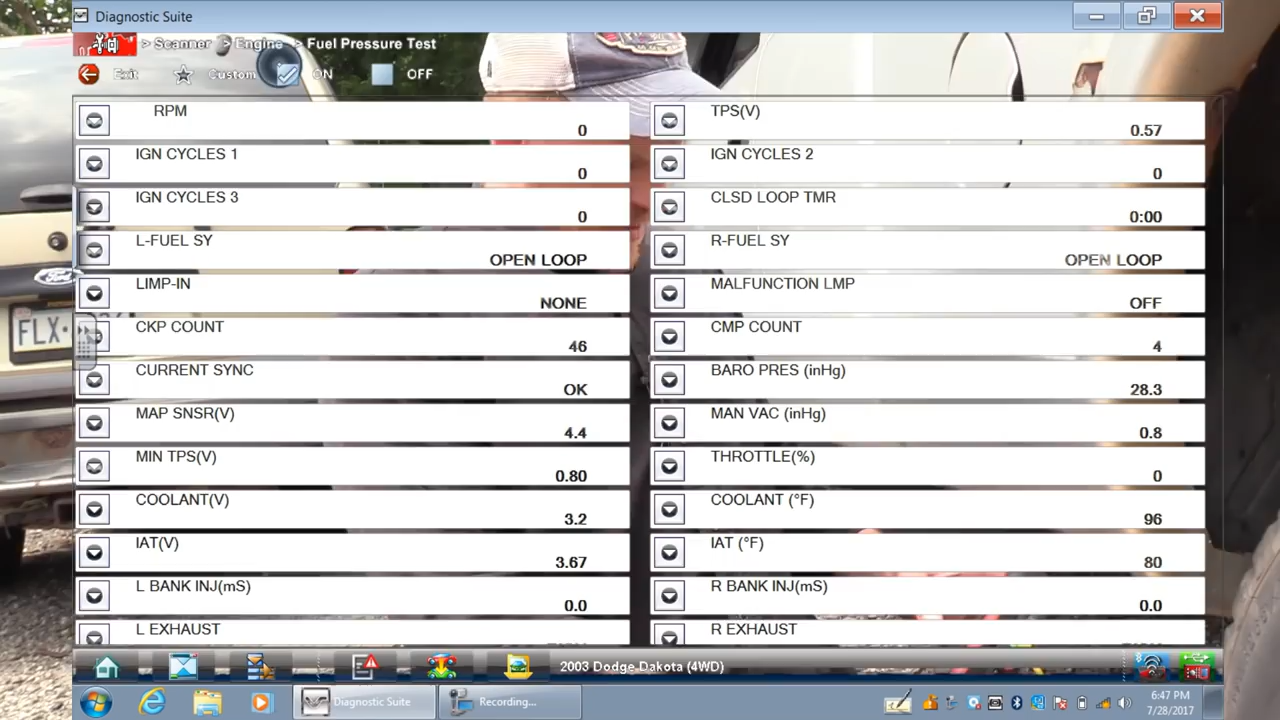 Diagnostic Suite
> Scanner > Engine > Fuel Pressure Test
Exit Custom ON OFF
RPM 0 TPS(V) 0.57
IGN CYCLES 1 0 IGN CYCLES 2 0
IGN CYCLES 3 0 CLSD LOOP TMR 0:00
L-FUEL SY OPEN LOOP R-FUEL SY OPEN LOOP
LIMP-IN NONE MALFUNCTION LMP OFF
CKP COUNT 46 CMP COUNT 4
CURRENT SYNC OK BARO PRES (inHg) 28.3
MAP SNSR(V) 4.4 MAN VAC (inHg) 0.8
MIN TPS(V) 0.80 THROTTLE(%) 0
COOLANT(V) 3.2 COOLANT (°F) 96
IAT(V) 3.67 IAT (°F) 80
L BANK INJ(mS) 0.0 R BANK INJ(mS) 0.0
L EXHAUST R EXHAUST
Ford
FLX
2003 Dodge Dakota (4WD)
Diagnostic Suite Recording...
6:47 PM
7/28/2017